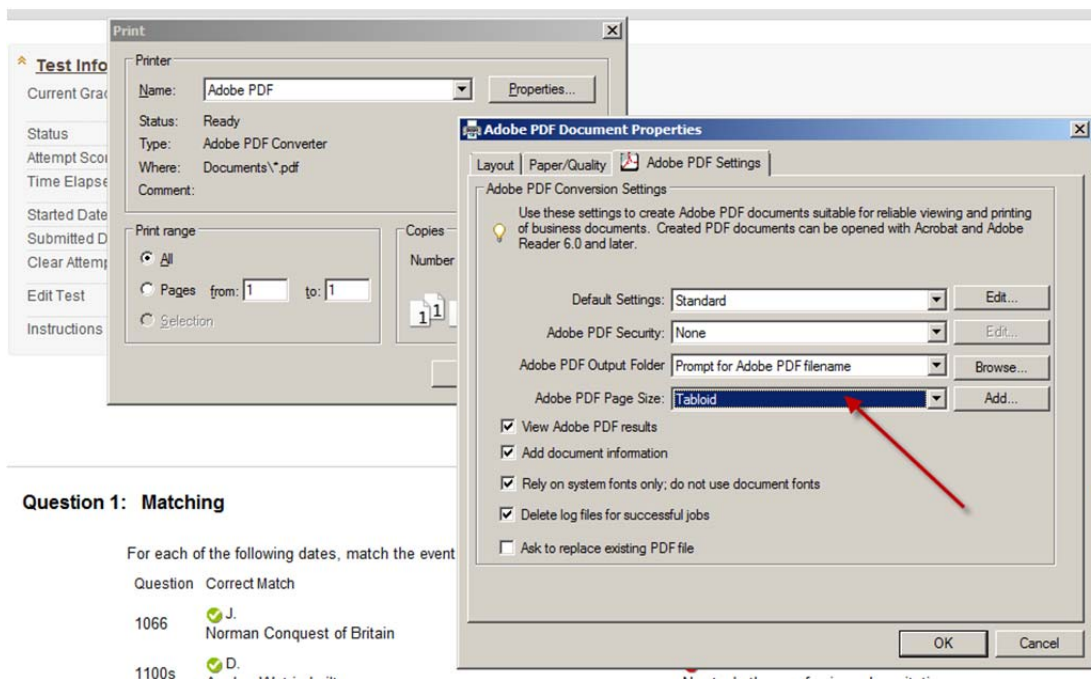 Print
Test Info
Printer
Current Grad
Name: Adobe PDF Properties...
Status: Ready
Type: Adobe PDF Converter
Where: Documents\*.pdf
Comment:
Status
Attempt Scor
Time Elapse
Started Date
Submitted D
Clear Attemp
Edit Test
Instructions
Print range
All
Pages from: 1 to: 1
Selection
Copies
Number
1 1
Adobe PDF Document Properties
Layout Paper/Quality Adobe PDF Settings
Adobe PDF Conversion Settings
Use these settings to create Adobe PDF documents suitable for reliable viewing and printing
of business documents. Created PDF documents can be opened with Acrobat and Adobe
Reader 6.0 and later.
Default Settings: Standard Edit...
Adobe PDF Security: None Edit...
Adobe PDF Output Folder Prompt for Adobe PDF filename Browse...
Adobe PDF Page Size: Tabloid Add...
View Adobe PDF results
Add document information
Rely on system fonts only; do not use document fonts
Delete log files for successful jobs
Ask to replace existing PDF file
OK Cancel
Question 1: Matching
For each of the following dates, match the event
Question Correct Match
1066 J.
Norman Conquest of Britain
1100s D.